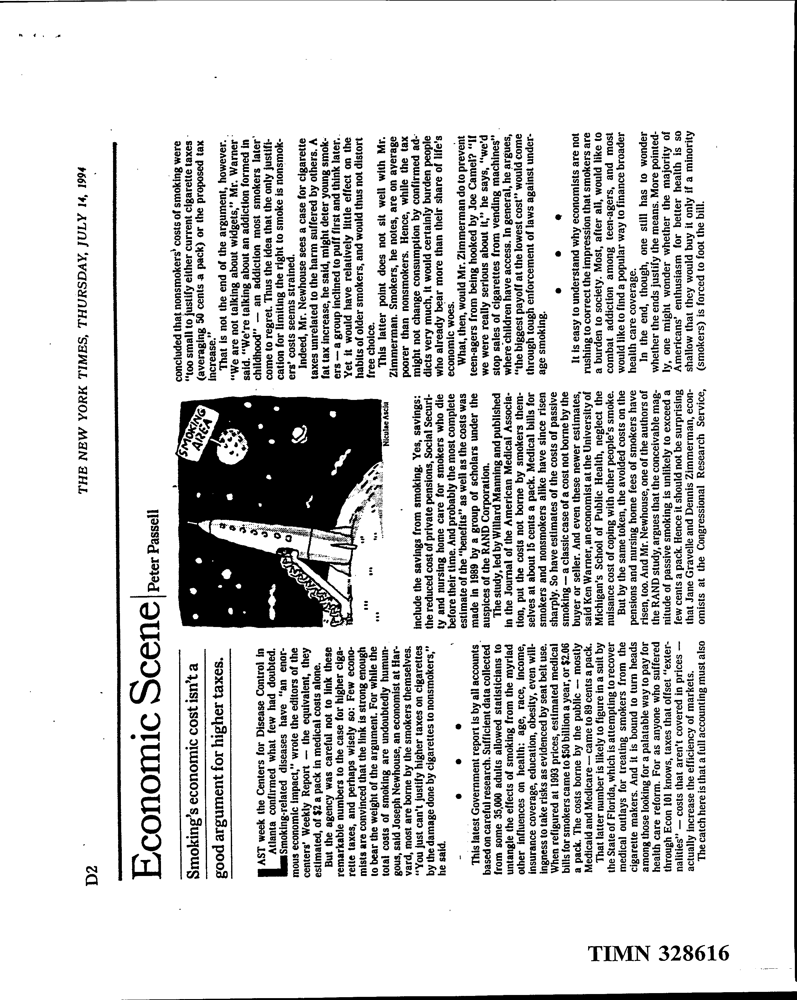 D2
THE NEW YORK TIMES, THURSDAY, JULY 14, 1994
Economic Scene
Peter Passell
Smoking's economic cost isn't a
good argument for higher taxes.
LAST week the Centers for Disease Control in
Atlanta confirmed what few had doubted.
Smoking-related diseases have "an enor-
mous economic impact," wrote the editors of the
centers' Weekly Report — the equivalent, they
estimated, of $2 a pack in medical costs alone.
But the agency was careful not to link these
remarkable numbers to the case for higher ciga-
rette taxes, and perhaps wisely so: Few econo-
mists are convinced that the link is strong enough
to bear the weight of the argument. For while the
total costs of smoking are undoubtedly humon-
gous, said Joseph Newhouse, an economist at Har-
vard, most are borne by the smokers themselves.
"You just can't justify higher taxes on cigarettes
by the damage done by cigarettes to nonsmokers,"
he said.
• • •
This latest Government report is by all accounts
based on careful research. Sufficient data collected
from some 35,000 adults allowed statisticians to
untangle the effects of smoking from the myriad
other influences on health: age, race, income,
insurance coverage, education, obesity, even will-
ingness to take risks as evidenced by seat belt use.
When refigured at 1993 prices, estimated medical
bills for smokers came to $50 billion a year, or $2.06
a pack. The costs borne by the public — mostly
Medicaid and Medicare — came to 89 cents a pack.
That latter number is likely to figure in a suit by
the State of Florida, which is attempting to recover
medical outlays for treating smokers from the
cigarette makers. And it is bound to turn heads
among those looking for a palatable way to pay for
health care reform. For as anyone who suffered
through Econ 101 knows, taxes that offset "exter-
nalities" — costs that aren't covered in prices —
actually increase the efficiency of markets.
The catch here is that a full accounting must also
SMOKING
AREA
Niculae Asciu
include the savings from smoking. Yes, savings:
the reduced cost of private pensions, Social Securi-
ty and nursing home care for smokers who die
before their time. And probably the most complete
estimate of the "benefits" as well as the costs was
made in 1989 by a group of scholars under the
auspices of the RAND Corporation.
The study, led by Willard Manning and published
in the Journal of the American Medical Associa-
tion, put the costs not borne by smokers them-
selves at about 15 cents a pack. Medical bills for
smokers and nonsmokers alike have since risen
sharply. So have estimates of the costs of passive
smoking — a classic case of a cost not borne by the
buyer or seller. And even these newer estimates,
said Ken Warner, an economist at the University of
Michigan's School of Public Health, neglect the
nuisance cost of coping with other people's smoke.
But by the same token, the avoided costs on the
pensions and nursing home fees of smokers have
risen, too. And Mr. Newhouse, one of the authors of
the RAND study, argues that the conceivable mag-
nitude of passive smoking is unlikely to exceed a
few cents a pack. Hence it should not be surprising
that Jane Gravelle and Dennis Zimmerman, econ-
omists at the Congressional Research Service,
concluded that nonsmokers' costs of smoking were
"too small to justify either current cigarette taxes
(averaging 50 cents a pack) or the proposed tax
increase."
That is not the end of the argument, however.
"We are not talking about widgets," Mr. Warner
said. "We're talking about an addiction formed in
childhood" — an addiction most smokers later
come to regret. Thus the idea that the only justifi-
cation for limiting the right to smoke is nonsmok-
ers' costs seems strained.
Indeed, Mr. Newhouse sees a case for cigarette
taxes unrelated to the harm suffered by others. A
fat tax increase, he said, might deter young smok-
ers — a group inclined to puff first and think later.
Yet it would have relatively little effect on the
habits of older smokers, and would thus not distort
free choice.
This latter point does not sit well with Mr.
Zimmerman. Smokers, he notes, are on average
poorer than nonsmokers. Hence, while the tax
might not change consumption by confirmed ad-
dicts very much, it would certainly burden people
who already bear more than their share of life's
economic woes.
What, then, would Mr. Zimmerman do to prevent
teen-agers from being hooked by Joe Camel? "If
we were really serious about it," he says, "we'd
stop sales of cigarettes from vending machines"
where children have access. In general, he argues,
"the biggest payoff at the lowest cost" would come
through tough enforcement of laws against under-
age smoking.
• • •
It is easy to understand why economists are not
rushing to correct the impression that smokers are
a burden to society. Most, after all, would like to
combat addiction among teen-agers, and most
would like to find a popular way to finance broader
health care coverage.
In the end, though, one still has to wonder
whether the ends justify the means. More pointed-
ly, one might wonder whether the majority of
Americans' enthusiasm for better health is so
shallow that they would buy it only if a minority
(smokers) is forced to foot the bill.
TIMN 328616